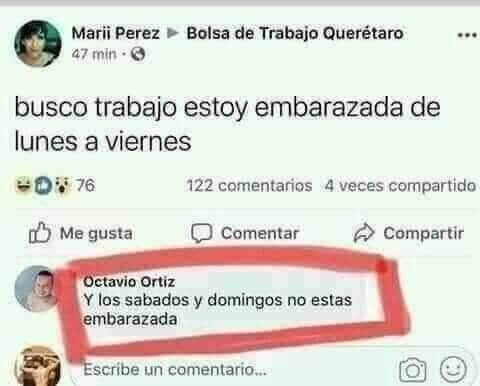 Marii Perez ▸ Bolsa de Trabajo Querétaro
47 min ·
busco trabajo estoy embarazada de
lunes a viernes
76
122 comentarios 4 veces compartido
Me gusta
Comentar
Compartir
Octavio Ortiz
Y los sabados y domingos no estas
embarazada
Escribe un comentario...